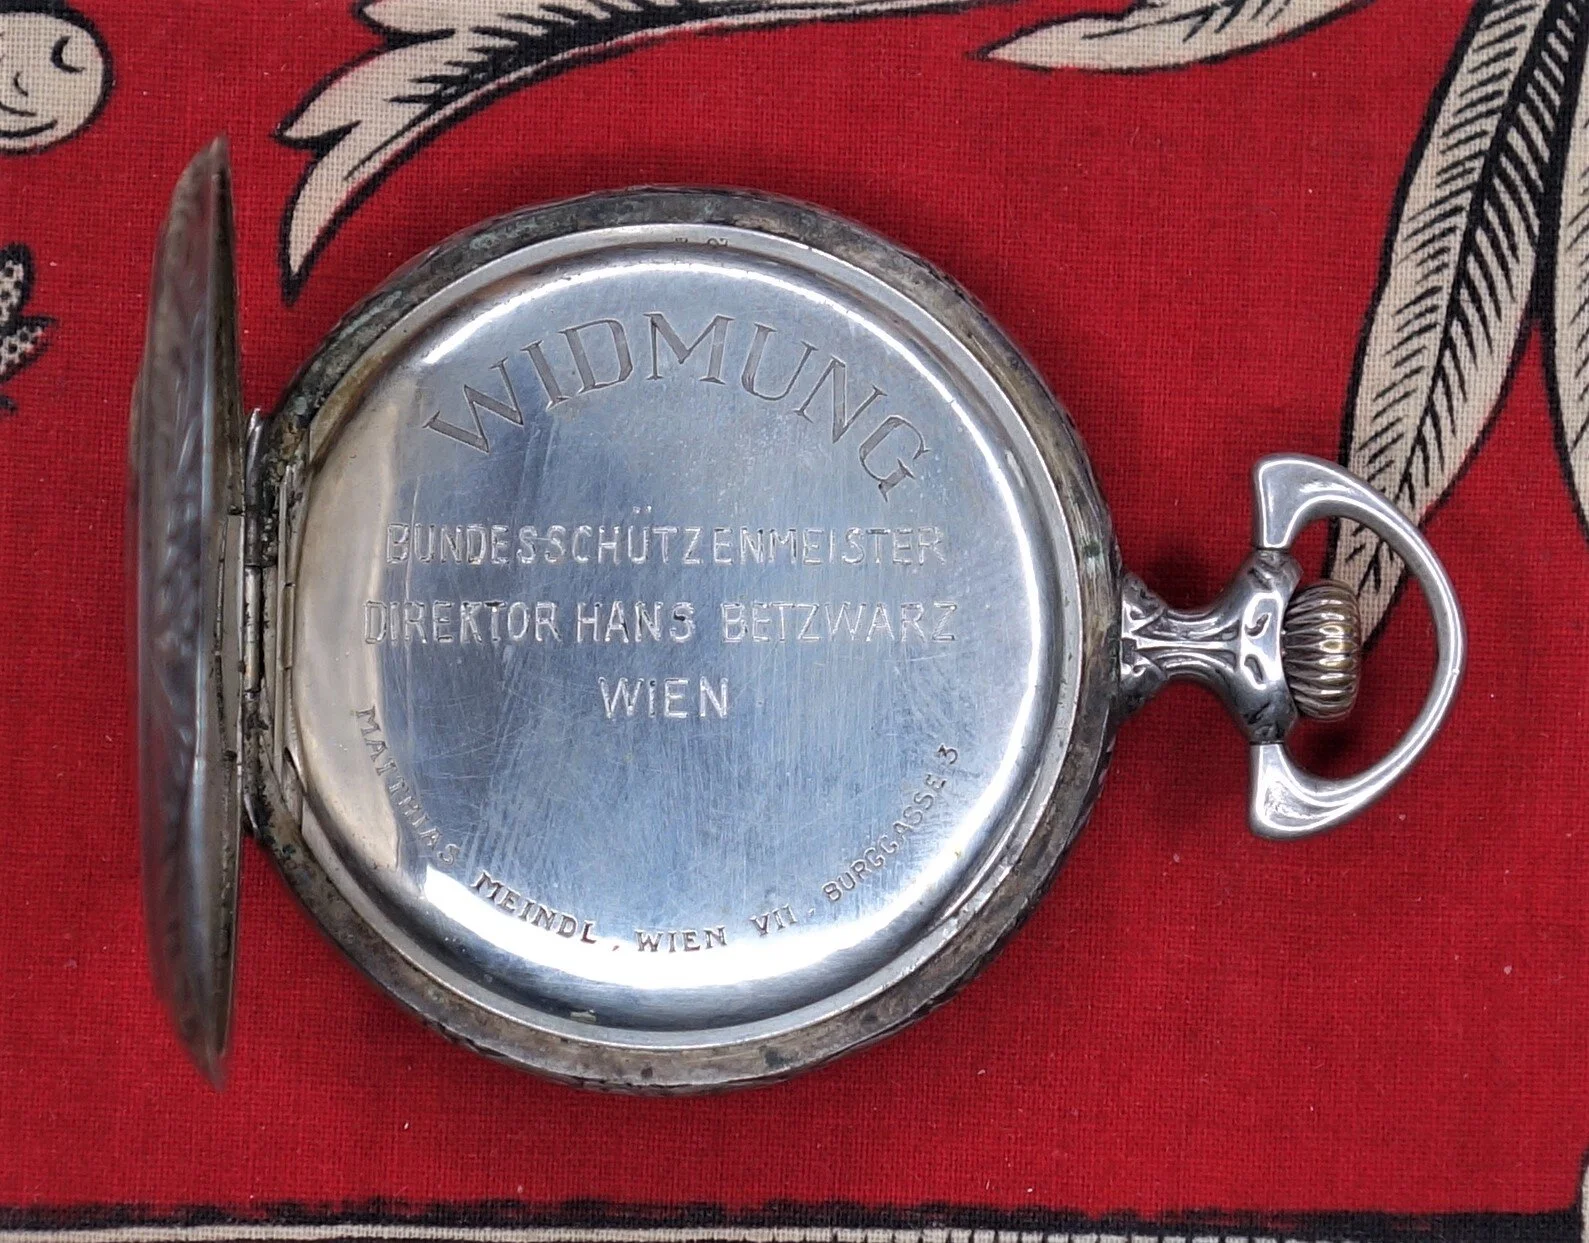 WIDMUNG
BUNDESSCHÜTZENMEISTER
DIREKTOR HANS BETZWARZ
WIEN
MATTHIAS MEINDL, WIEN VII. BURGGASSE 3